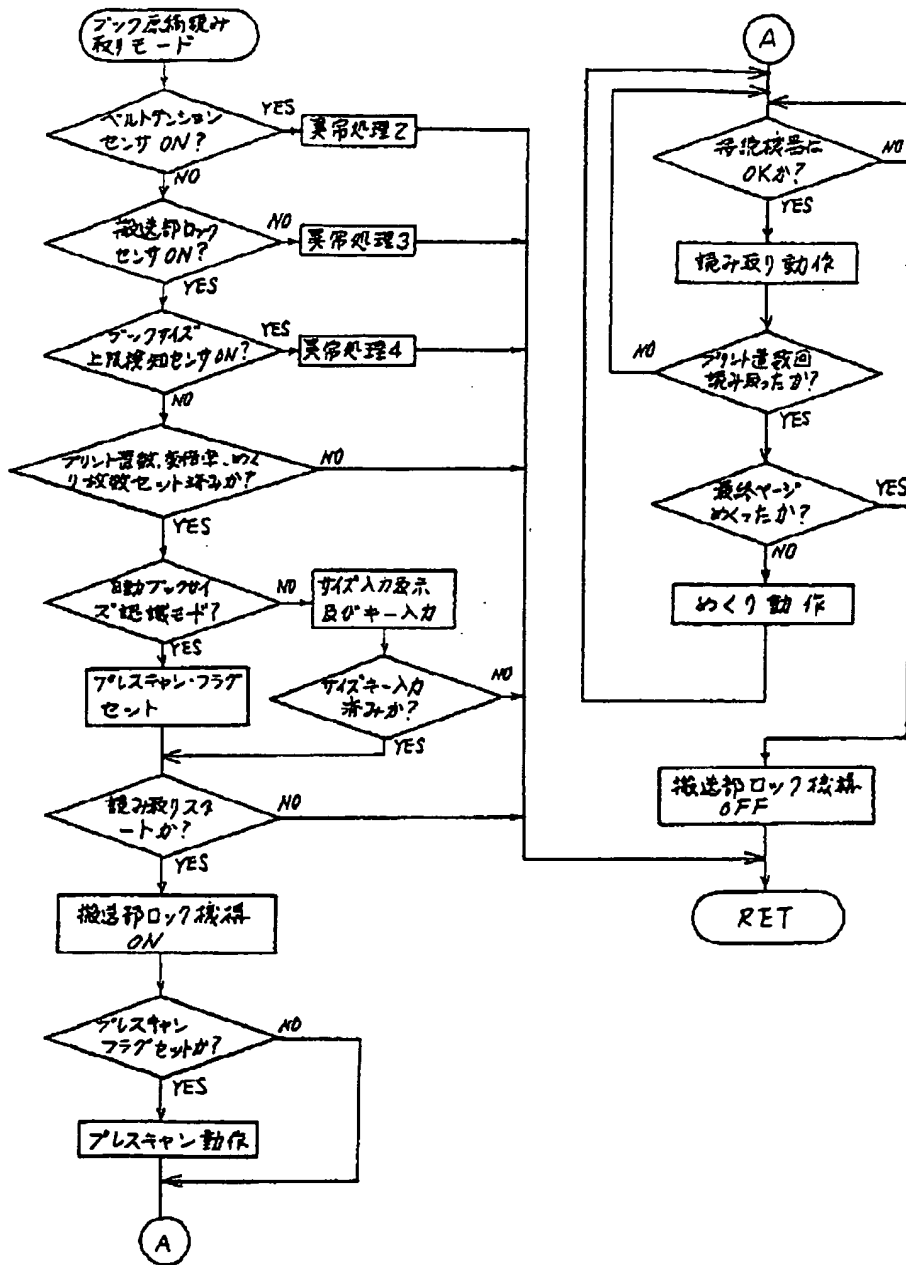 ブック原稿読み
取りモード
ベルトテンション
センサ ON?
YES
異常処理2
NO
搬送部ロック
センサ ON?
NO
異常処理3
YES
ブックサイズ
上限検知センサON?
YES
異常処理4
NO
プリント置数、変倍率、めく
り枚数セット済みか?
NO
YES
自動ブックサイ
ズ認識モード?
NO
サイズ入力表示
及びキー入力
YES
プレスキャン・フラグ
セット
サイズキー入力
済みか?
NO
YES
読み取りスタ
ートか?
NO
YES
搬送部ロック機構
ON
プレスキャン
フラグセットか?
NO
YES
プレスキャン動作
A
A
接続機器は
OKか?
NO
YES
読み取り動作
プリント置数回
読み取ったか?
NO
YES
最終ページ
めくったか?
YES
NO
めくり動作
搬送部ロック機構
OFF
RET